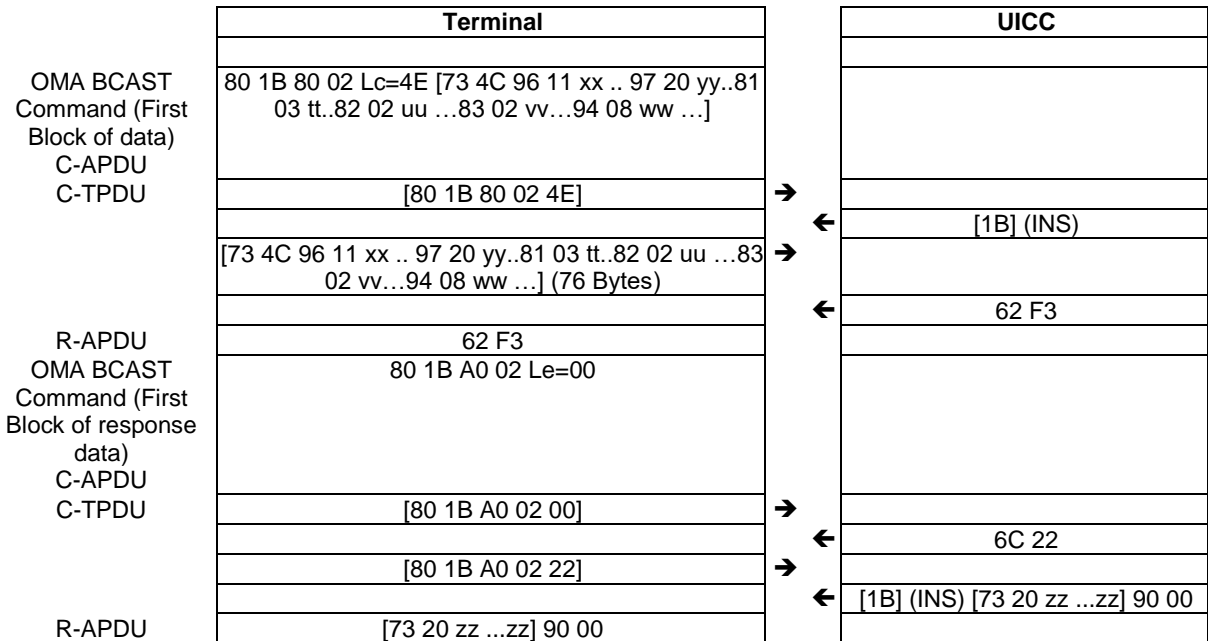 Terminal UICC
OMA BCAST 80 1B 80 02 Lc=4E [73 4C 96 11 xx .. 97 20 yy..81
Command (First 03 tt..82 02 uu …83 02 vv…94 08 ww …]
Block of data)
C-APDU
C-TPDU [80 1B 80 02 4E] ➔
🡸 [1B] (INS)
[73 4C 96 11 xx .. 97 20 yy..81 03 tt..82 02 uu …83 ➔
02 vv…94 08 ww …] (76 Bytes)
🡸 62 F3
R-APDU 62 F3
OMA BCAST 80 1B A0 02 Le=00
Command (First
Block of response
data)
C-APDU
C-TPDU [80 1B A0 02 00] ➔
🡸 6C 22
[80 1B A0 02 22] ➔
🡸 [1B] (INS) [73 20 zz ...zz] 90 00
R-APDU [73 20 zz ...zz] 90 00